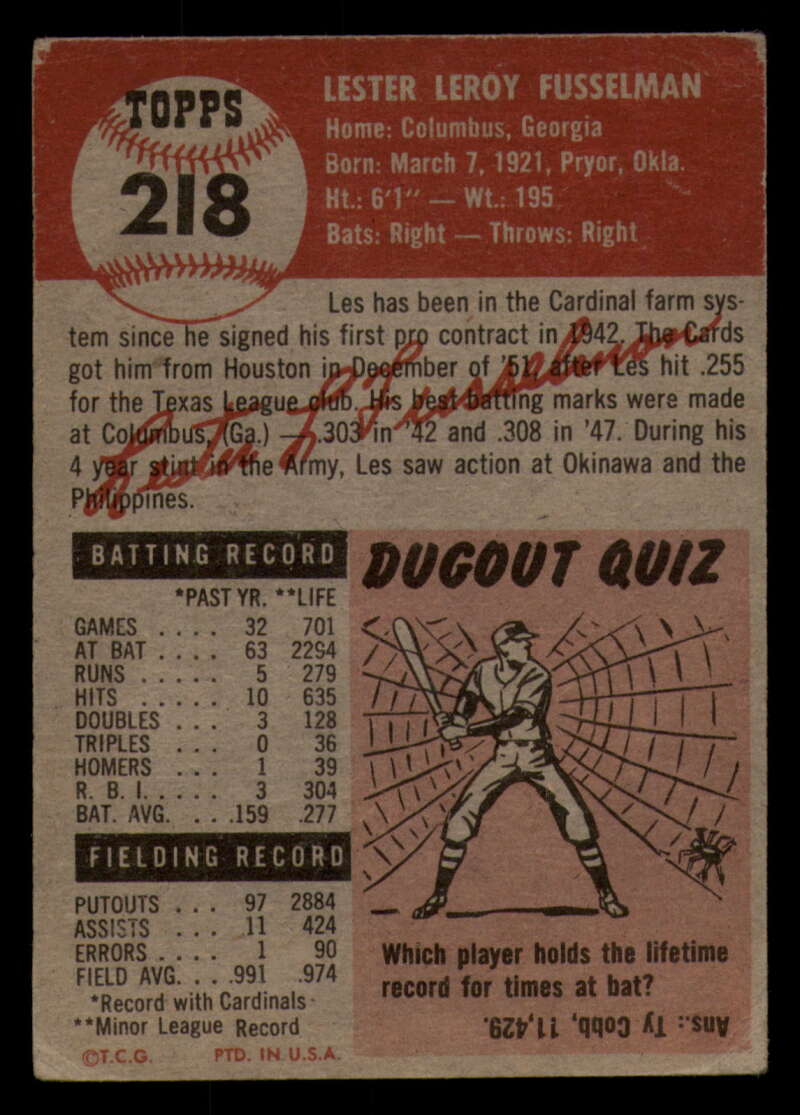 TOPPS
218
LESTER LEROY FUSSELMAN
Home: Columbus, Georgia
Born: March 7, 1921, Pryor, Okla.
Ht.: 6'1" — Wt.: 195
Bats: Right — Throws: Right
Les has been in the Cardinal farm sys-
tem since he signed his first pro contract in 1942. The Cards
got him from Houston in December of '51, after Les hit .255
for the Texas League club. His best batting marks were made
at Columbus, (Ga.) — .303 in '42 and .308 in '47. During his
4 year stint in the Army, Les saw action at Okinawa and the
Philippines.
Lester L Fusselman
BATTING RECORD
*PAST YR. **LIFE
GAMES .... 32 701
AT BAT .... 63 2294
RUNS ..... 5 279
HITS ..... 10 635
DOUBLES ... 3 128
TRIPLES ... 0 36
HOMERS ... 1 39
R. B. I. .... 3 304
BAT. AVG. ... .159 .277
FIELDING RECORD
PUTOUTS ... 97 2884
ASSISTS ... 11 424
ERRORS .... 1 90
FIELD AVG. ... .991 .974
*Record with Cardinals
**Minor League Record
©T.C.G. PTD. IN U.S.A.
DUGOUT QUIZ
Which player holds the lifetime
record for times at bat?
Ans.: Ty Cobb, 11,429.